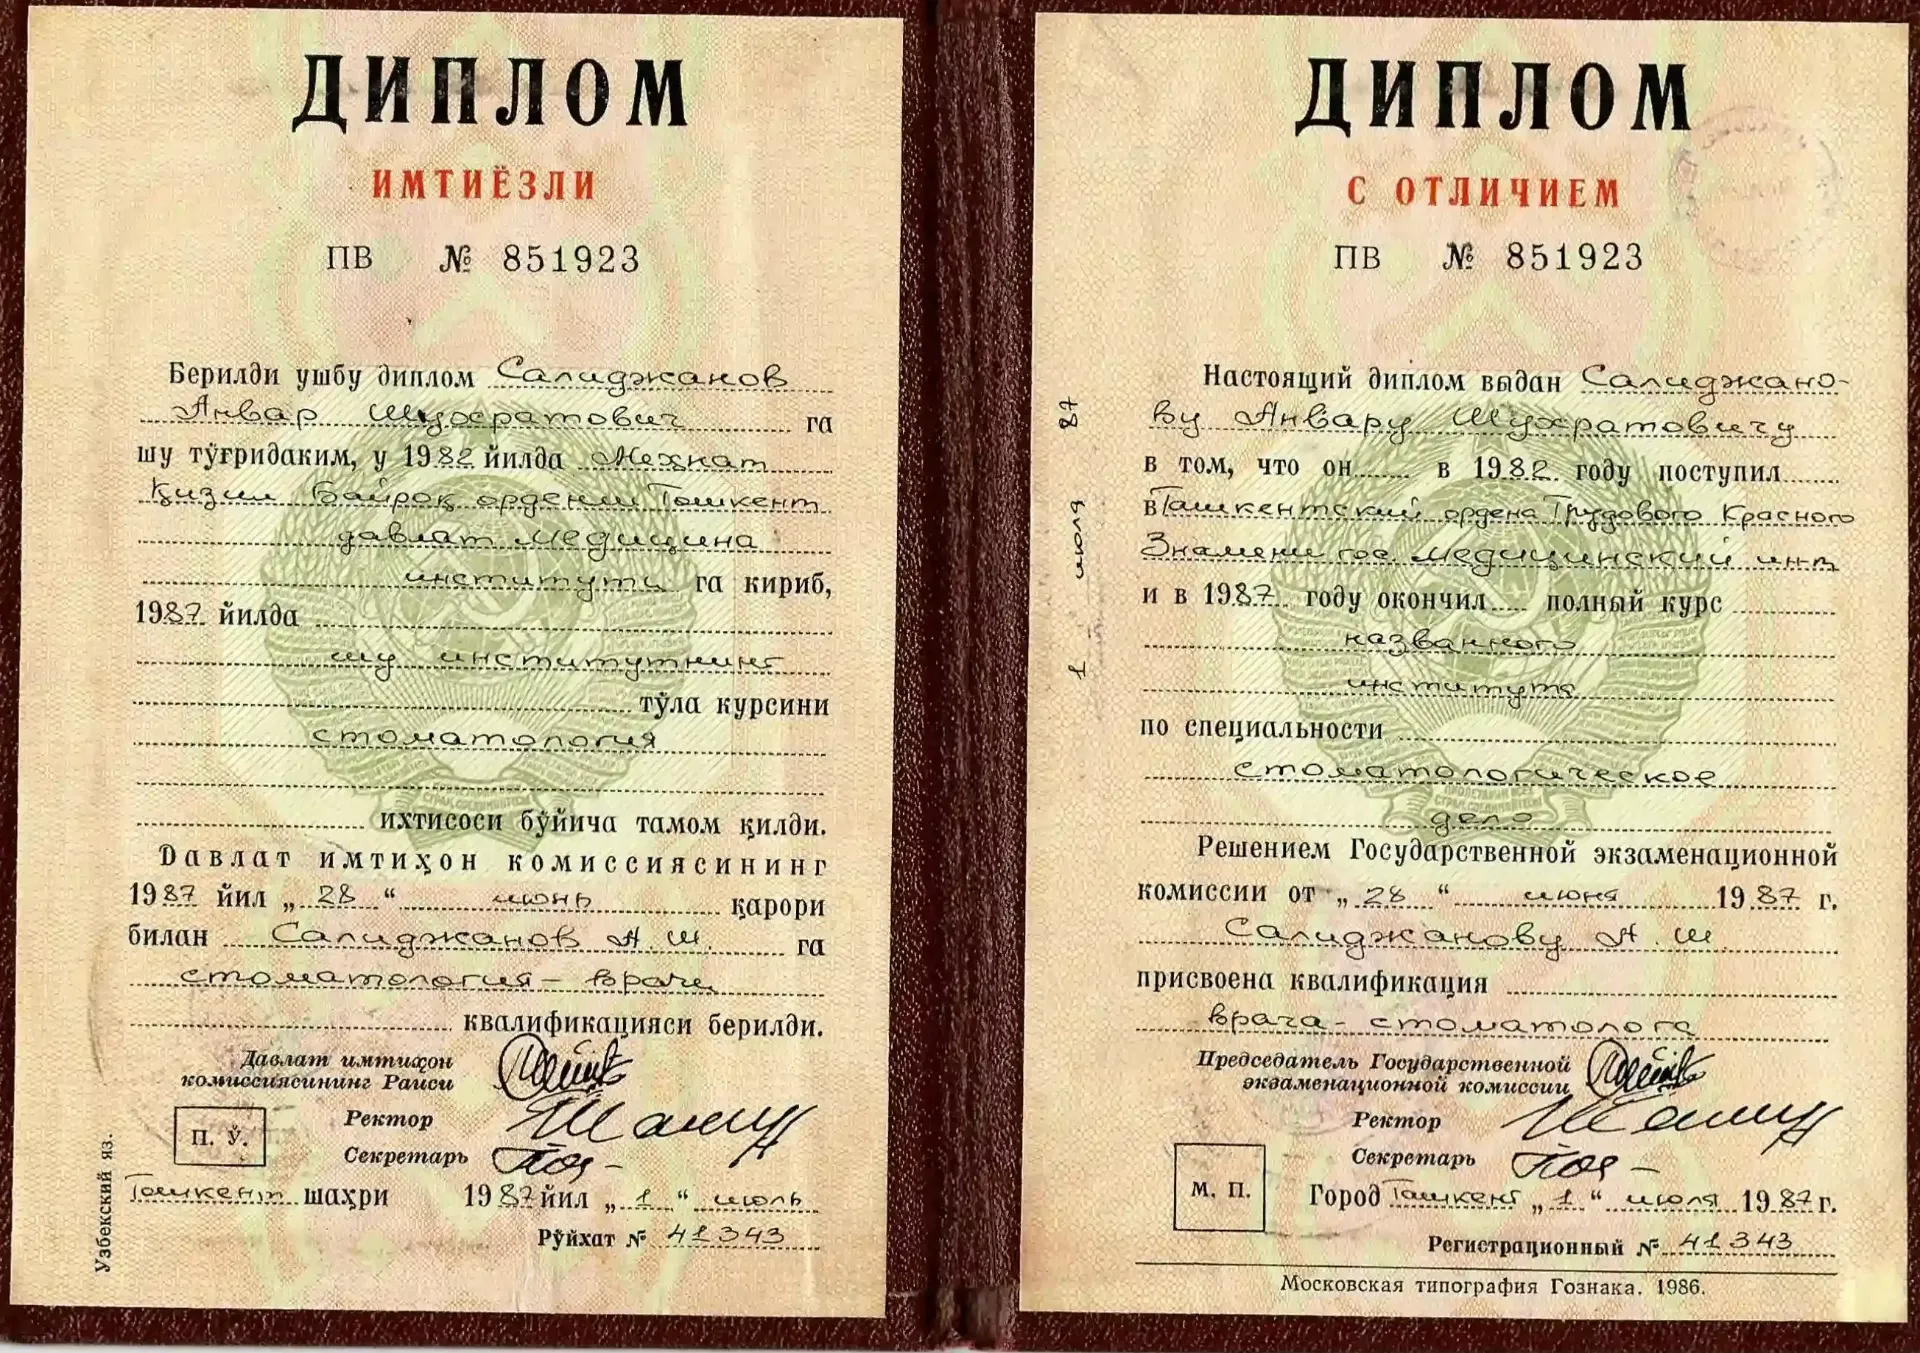 ДИПЛОМ
ИМТИЁЗЛИ
ПВ № 851923
Берилди ушбу диплом Салиджанов
Анвар Шухратович га
шу тўғридаким, у 1982 йилда Меҳнат
Қизил Байроқ орденли Тошкент
давлат медицина
институти га кириб,
1987 йилда
шу институтнинг
тўла курсини
стоматология
ихтисоси бўйича тамом қилди.
Давлат имтиҳон комиссиясининг
1987 йил „28“ июнь қарори
билан Салиджанов А.Ш. га
стоматология – врачи
квалификацияси берилди.
Давлат имтиҳон
комиссиясининг Раиси
Ректор
П. Ў.
Секретарь
Тошкент шаҳри 1987 йил „1“ июль
Рўйхат № 41343
Узбекский яз.
ДИПЛОМ
С ОТЛИЧИЕМ
ПВ № 851923
Настоящий диплом выдан Салиджано-
ву Анвару Шухратовичу
в том, что он в 1982 году поступил
в Ташкентский ордена Трудового Красного
Знамени гос. медицинский инт
и в 1987 году окончил полный курс
названного
института
по специальности
стоматологическое
дело
Решением Государственной экзаменационной
комиссии от „28“ июня 1987 г.
Салиджанову А.Ш.
присвоена квалификация
врача-стоматолога
Председатель Государственной
экзаменационной комиссии
Ректор
Секретарь
М. П.
Город Ташкент „1“ июля 1987 г.
Регистрационный № 41343
Московская типография Гознака. 1986.
1 июля 87